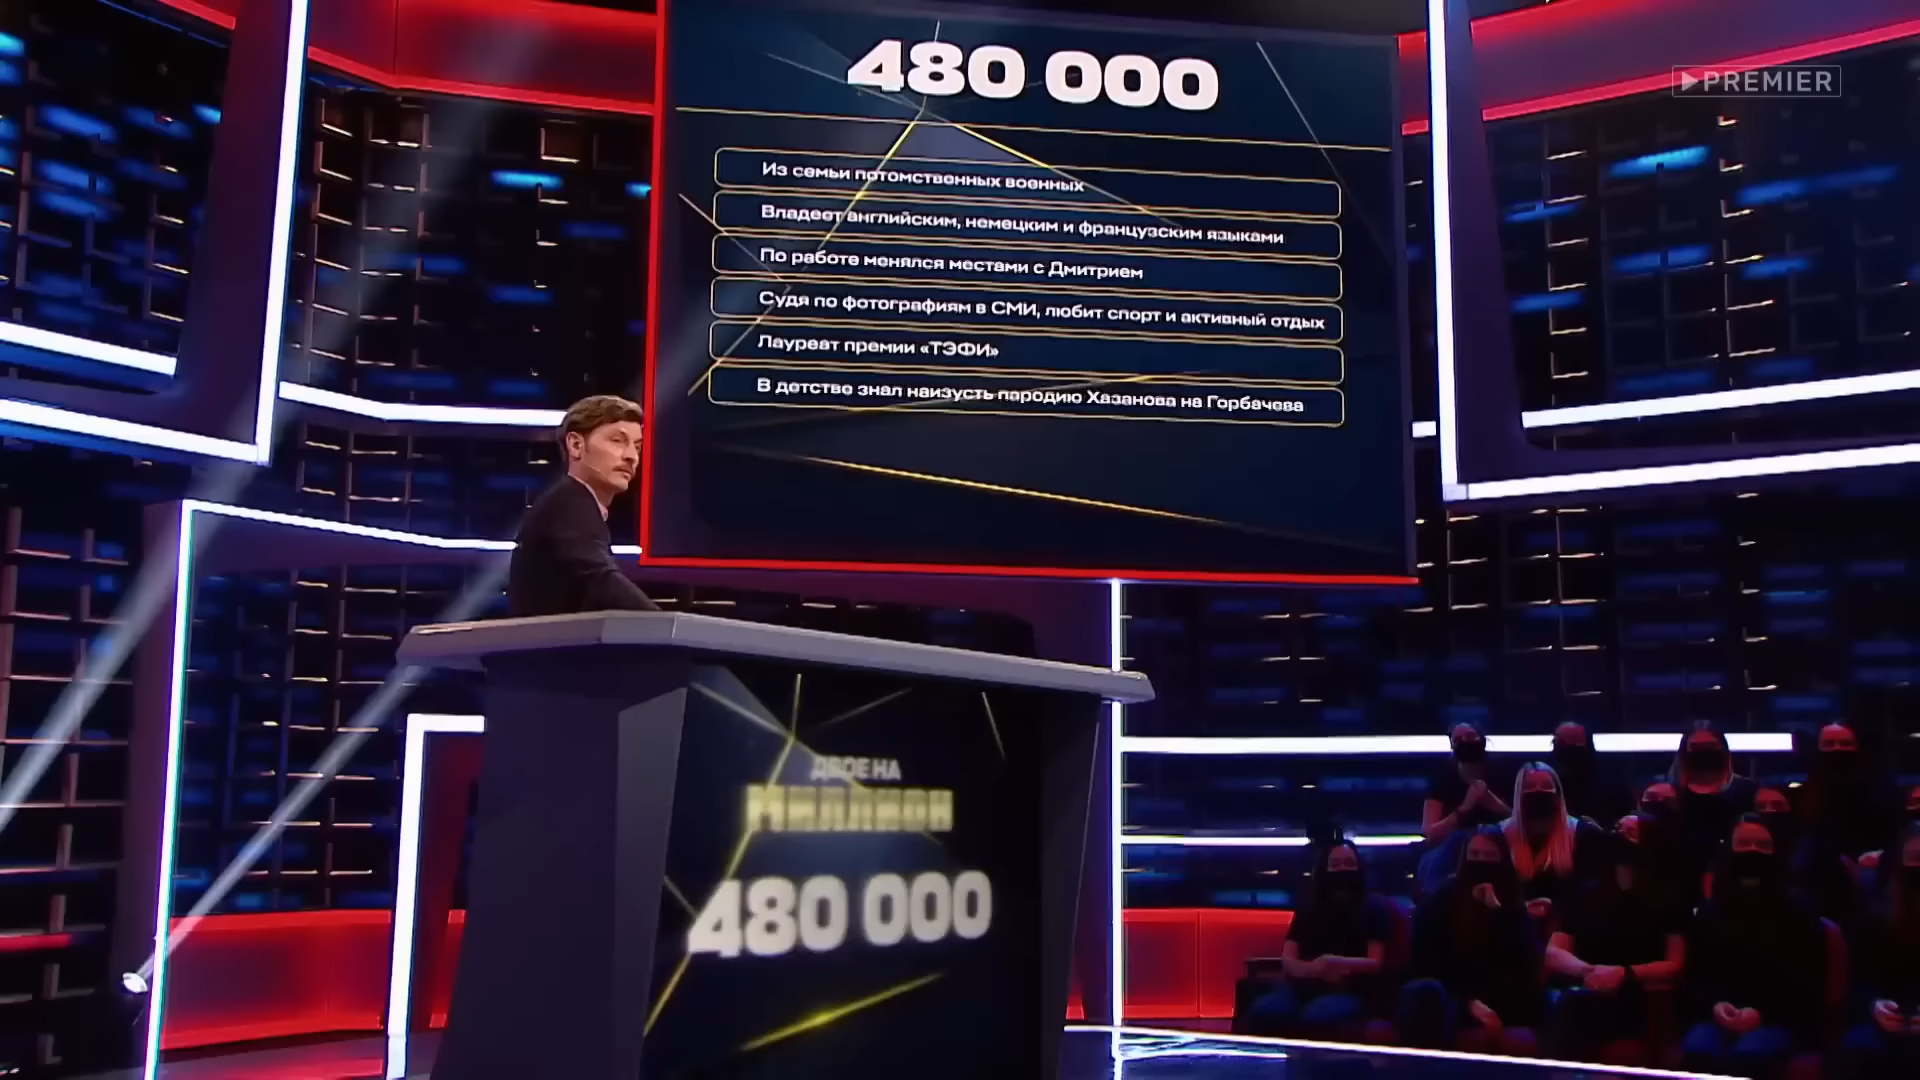 480 000
PREMIER
Из семьи потомственных военных
Владеет английским, немецким и французским языками
По работе менялся местами с Дмитрием
Судя по фотографиям в СМИ, любит спорт и активный отдых
Лауреат премии «ТЭФИ»
В детстве знал наизусть пародию Хазанова на Горбачева
ДВОЕ НА
МИЛЛИОН
480 000